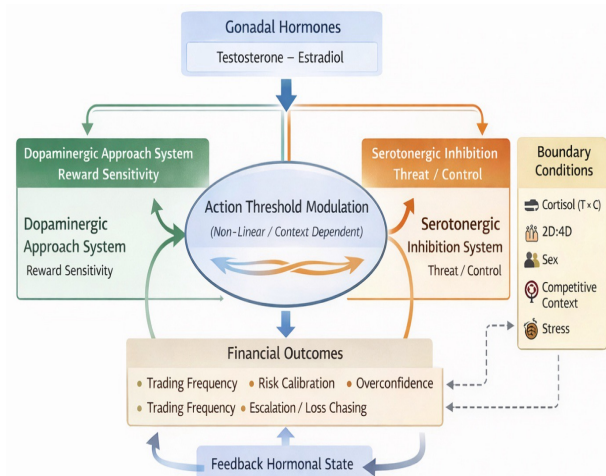 Gonadal Hormones
Testosterone – Estradiol
Dopaminergic Approach System
Reward Sensitivity
Serotonergic Inhibition
Threat / Control
Boundary
Conditions
Cortisol (T × C)
2D:4D
Sex
Competitive
Context
Stress
Action Threshold Modulation
(Non-Linear / Context Dependent)
Dopaminergic
Approach System
Reward Sensitivity
Serotonergic
Inhibition System
Threat / Control
Financial Outcomes
• Trading Frequency • Risk Calibration • Overconfidence
• Trading Frequency • Escalation / Loss Chasing
Feedback Hormonal State